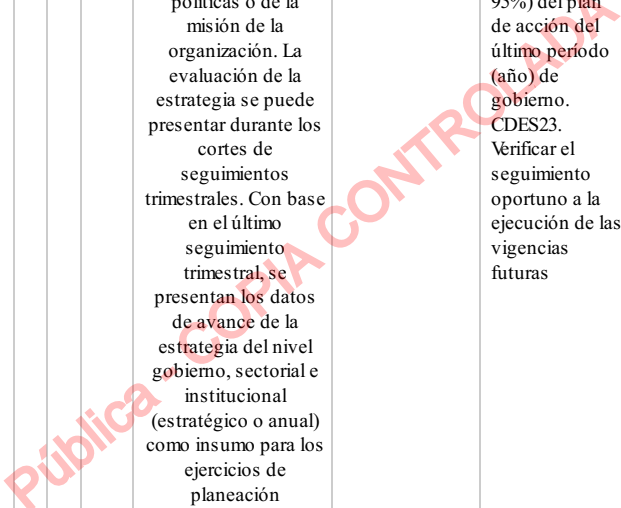 políticas o de la
misión de la
organización. La
evaluación de la
estrategia se puede
presentar durante los
cortes de
seguimientos
trimestrales. Con base
en el último
seguimiento
trimestral, se
presentan los datos
de avance de la
estrategia del nivel
gobierno, sectorial e
institucional
(estratégico o anual)
como insumo para los
ejercicios de
planeación
95%) del plan
de acción del
último período
(año) de
gobierno.
CDES23.
Verificar el
seguimiento
oportuno a la
ejecución de las
vigencias
futuras
Pública - COPIA CONTROLADA